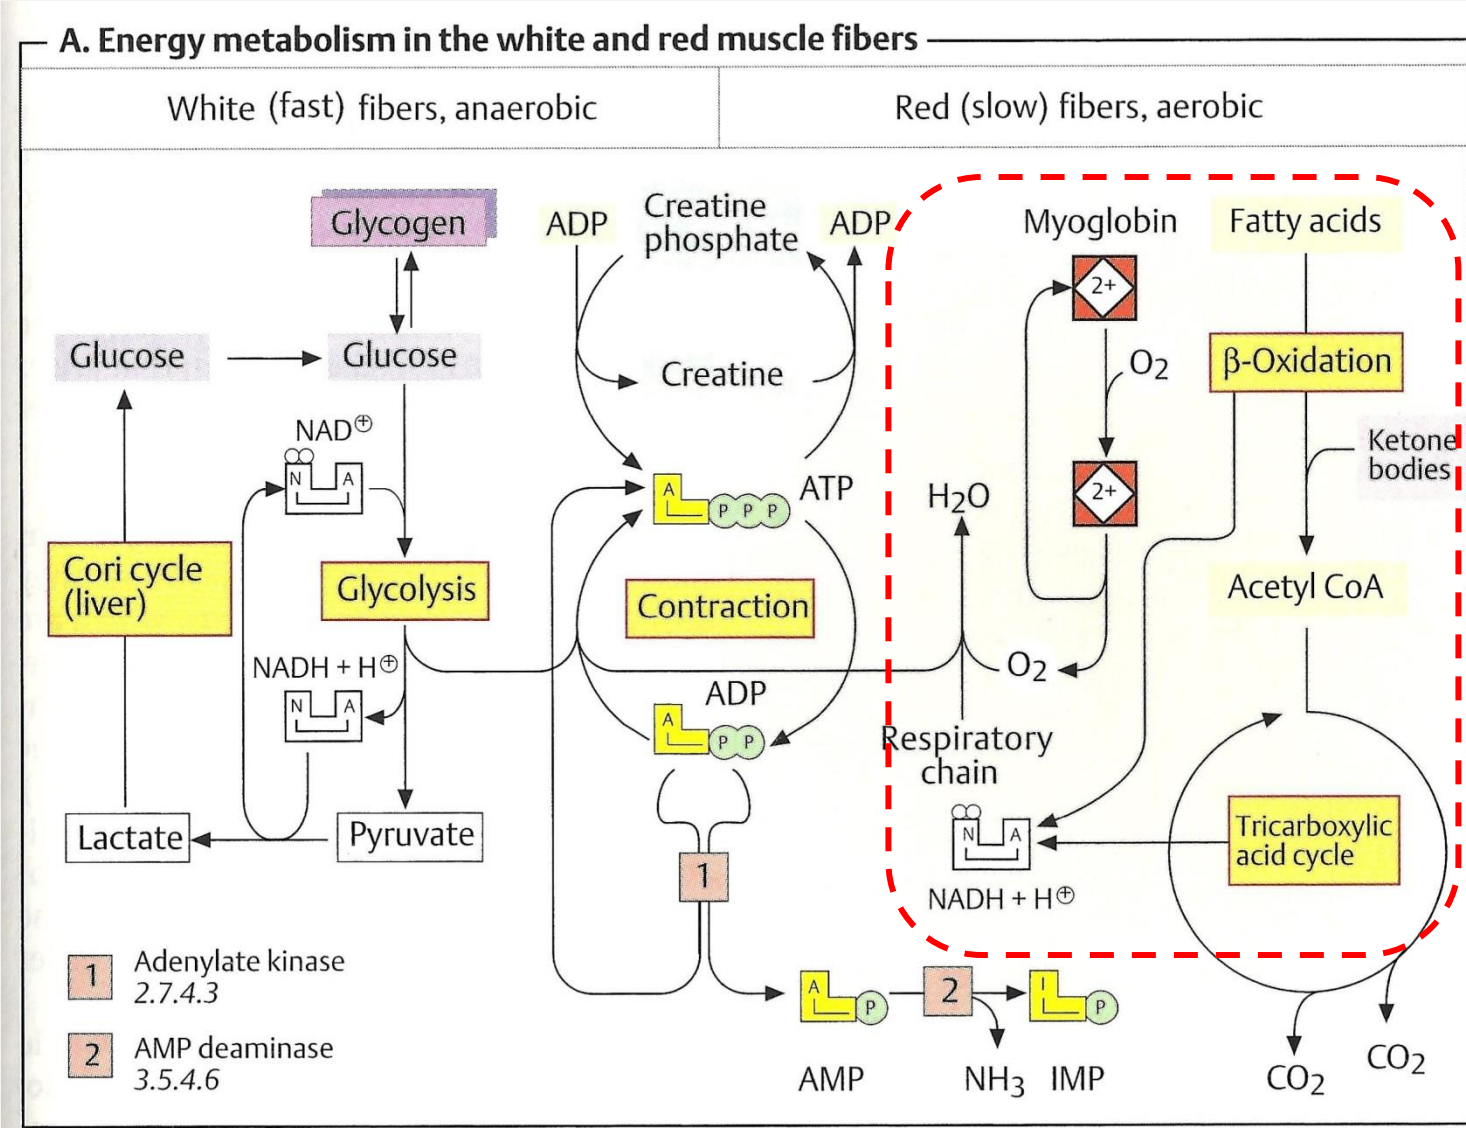 A. Energy metabolism in the white and red muscle fibers
White (fast) fibers, anaerobic
Red (slow) fibers, aerobic
Glycogen
Glucose
Glucose
NAD⊕
N A
Cori cycle
(liver)
Glycolysis
NADH + H⊕
N A
Lactate
Pyruvate
ADP
Creatine
phosphate
ADP
Creatine
A P P P
ATP
Contraction
ADP
A P P
1
A P
AMP
2
NH3
I P
IMP
Myoglobin
2+
O2
2+
H2O
O2
Respiratory
chain
N A
NADH + H⊕
Fatty acids
β-Oxidation
Ketone
bodies
Acetyl CoA
Tricarboxylic
acid cycle
CO2
CO2
1 Adenylate kinase
2.7.4.3
2 AMP deaminase
3.5.4.6